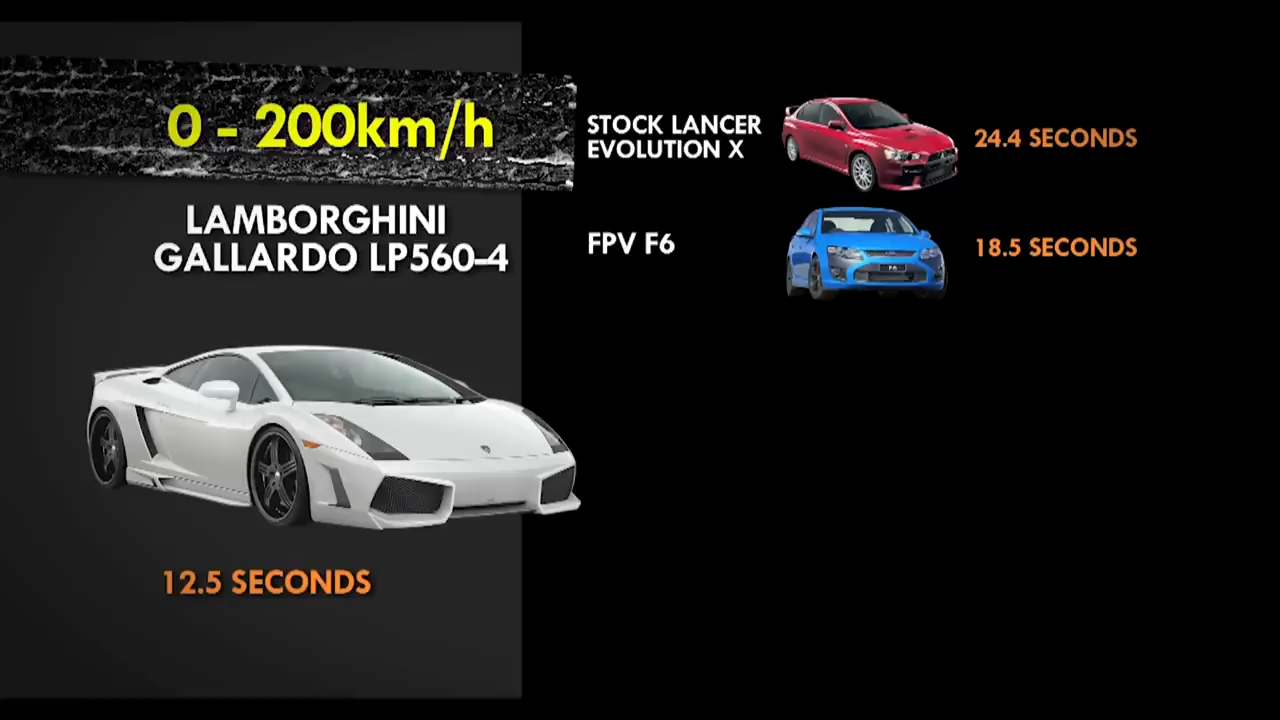 0 - 200km/h
LAMBORGHINI
GALLARDO LP560-4
12.5 SECONDS
STOCK LANCER
EVOLUTION X
24.4 SECONDS
FPV F6
F6
18.5 SECONDS